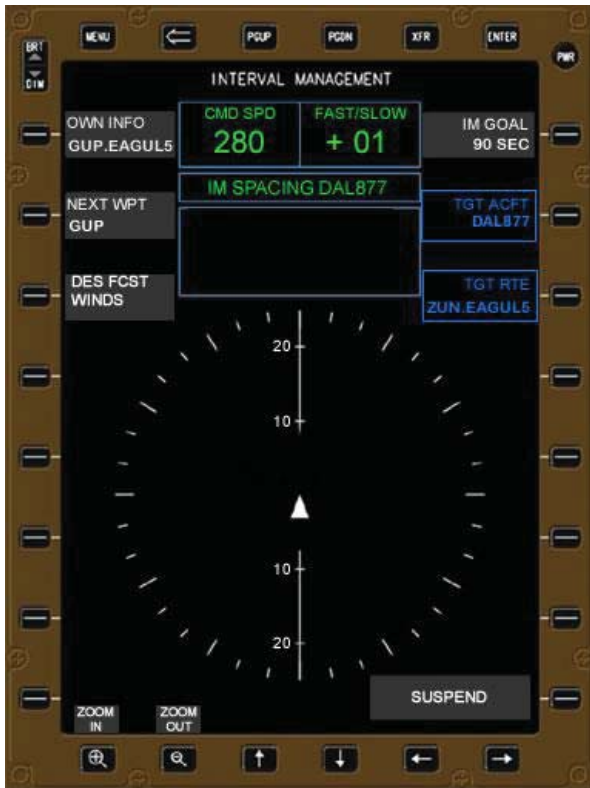 MENU
PGUP
PGDN
XFR
ENTER
BRT
DIM
PWR
INTERVAL MANAGEMENT
OWN INFO
GUP.EAGUL5
CMD SPD
280
FAST/SLOW
+ 01
IM GOAL
90 SEC
IM SPACING DAL877
NEXT WPT
GUP
TGT ACFT
DAL877
DES FCST
WINDS
TGT RTE
ZUN.EAGUL5
20
10
10
20
SUSPEND
ZOOM
IN
ZOOM
OUT